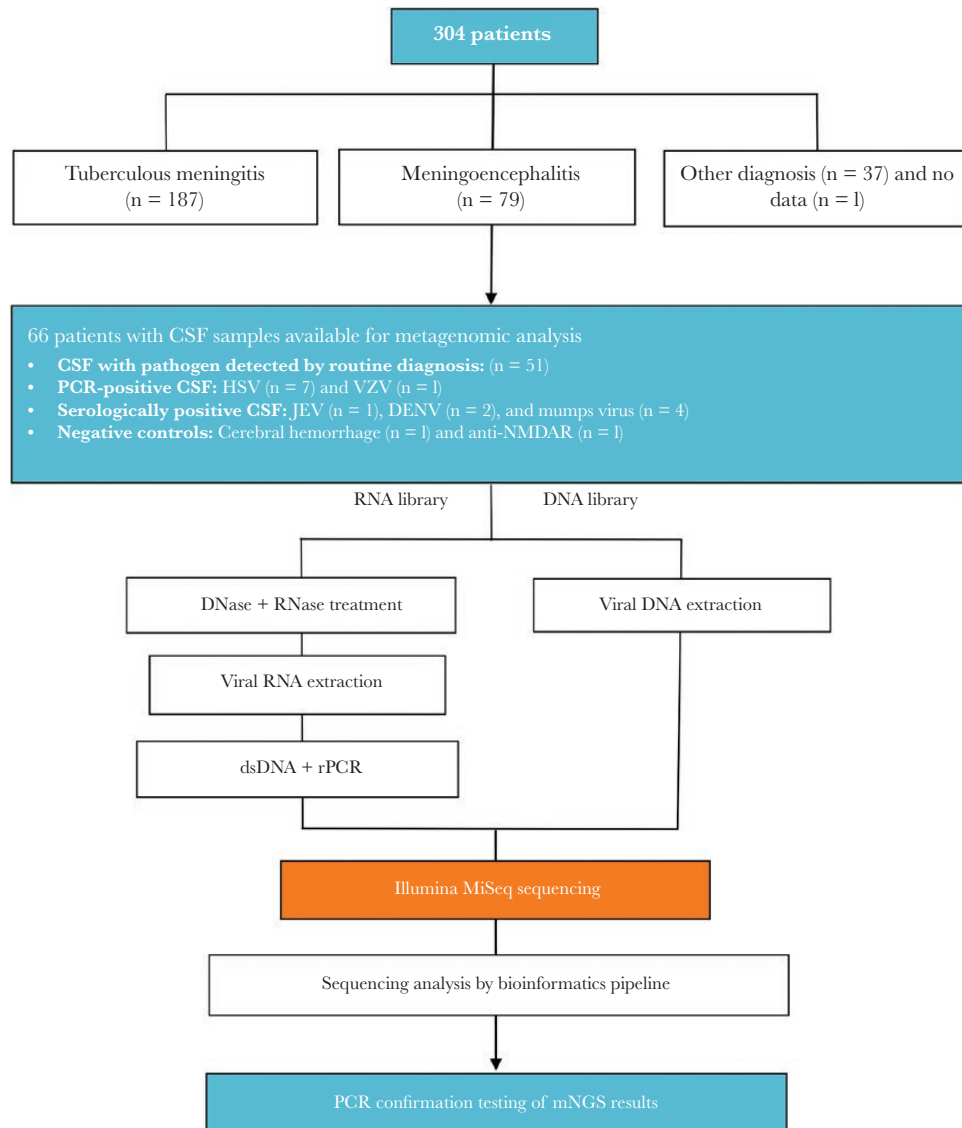 304 patients
Tuberculous meningitis
(n = 187)
Meningoencephalitis
(n = 79)
Other diagnosis (n = 37) and no
data (n = l)
66 patients with CSF samples available for metagenomic analysis
• CSF with pathogen detected by routine diagnosis: (n = 51)
• PCR-positive CSF: HSV (n = 7) and VZV (n = l)
• Serologically positive CSF: JEV (n = 1), DENV (n = 2), and mumps virus (n = 4)
• Negative controls: Cerebral hemorrhage (n = l) and anti-NMDAR (n = l)
RNA library
DNA library
DNase + RNase treatment
Viral DNA extraction
Viral RNA extraction
dsDNA + rPCR
Illumina MiSeq sequencing
Sequencing analysis by bioinformatics pipeline
PCR confirmation testing of mNGS results